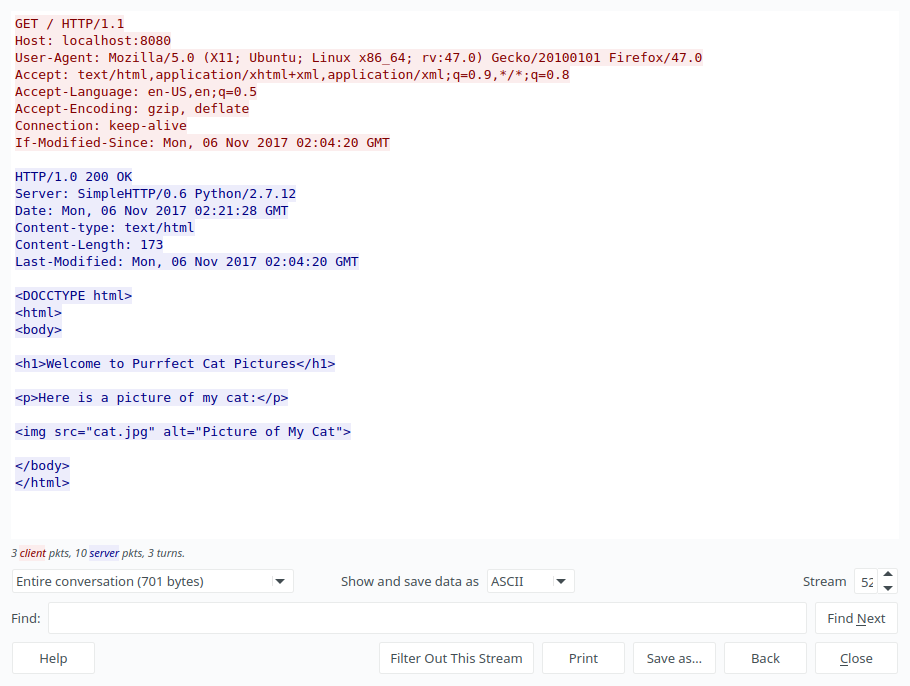 GET / HTTP/1.1
Host: localhost:8080
User-Agent: Mozilla/5.0 (X11; Ubuntu; Linux x86_64; rv:47.0) Gecko/20100101 Firefox/47.0
Accept: text/html,application/xhtml+xml,application/xml;q=0.9,*/*;q=0.8
Accept-Language: en-US,en;q=0.5
Accept-Encoding: gzip, deflate
Connection: keep-alive
If-Modified-Since: Mon, 06 Nov 2017 02:04:20 GMT
HTTP/1.0 200 OK
Server: SimpleHTTP/0.6 Python/2.7.12
Date: Mon, 06 Nov 2017 02:21:28 GMT
Content-type: text/html
Content-Length: 173
Last-Modified: Mon, 06 Nov 2017 02:04:20 GMT
<DOCCTYPE html>
<html>
<body>
<h1>Welcome to Purrfect Cat Pictures</h1>
<p>Here is a picture of my cat:</p>
<img src="cat.jpg" alt="Picture of My Cat">
</body>
</html>
3 client pkts, 10 server pkts, 3 turns.
Entire conversation (701 bytes) Show and save data as ASCII Stream 52
Find: Find Next
Help Filter Out This Stream Print Save as... Back Close